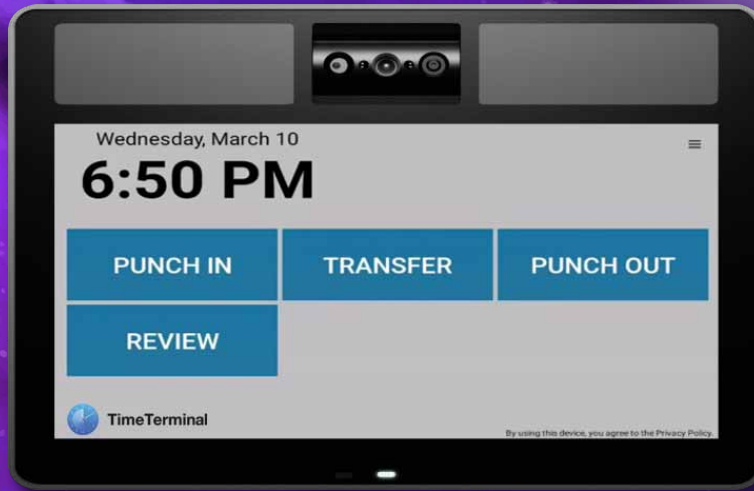 Wednesday, March 10
6:50 PM
PUNCH IN
TRANSFER
PUNCH OUT
REVIEW
TimeTerminal
By using this device, you agree to the Privacy Policy.